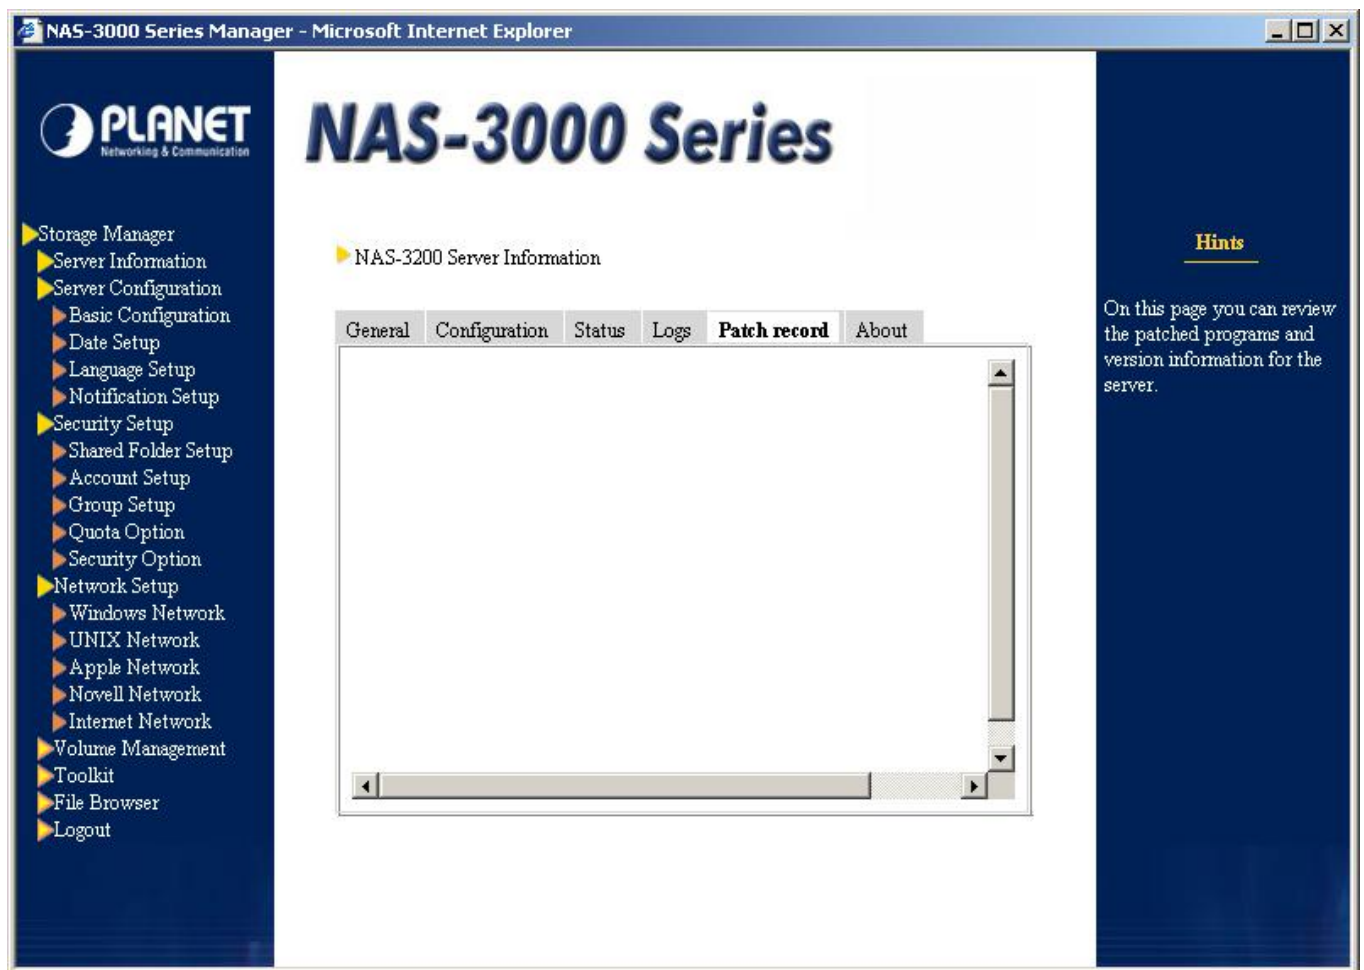 NAS-3000 Series Manager - Microsoft Internet Explorer
PLANET
Networking & Communication
NAS-3000 Series
Storage Manager
Server Information
Server Configuration
Basic Configuration
Date Setup
Language Setup
Notification Setup
Security Setup
Shared Folder Setup
Account Setup
Group Setup
Quota Option
Security Option
Network Setup
Windows Network
UNIX Network
Apple Network
Novell Network
Internet Network
Volume Management
Toolkit
File Browser
Logout
NAS-3200 Server Information
General Configuration Status Logs Patch record About
Hints
On this page you can review
the patched programs and
version information for the
server.